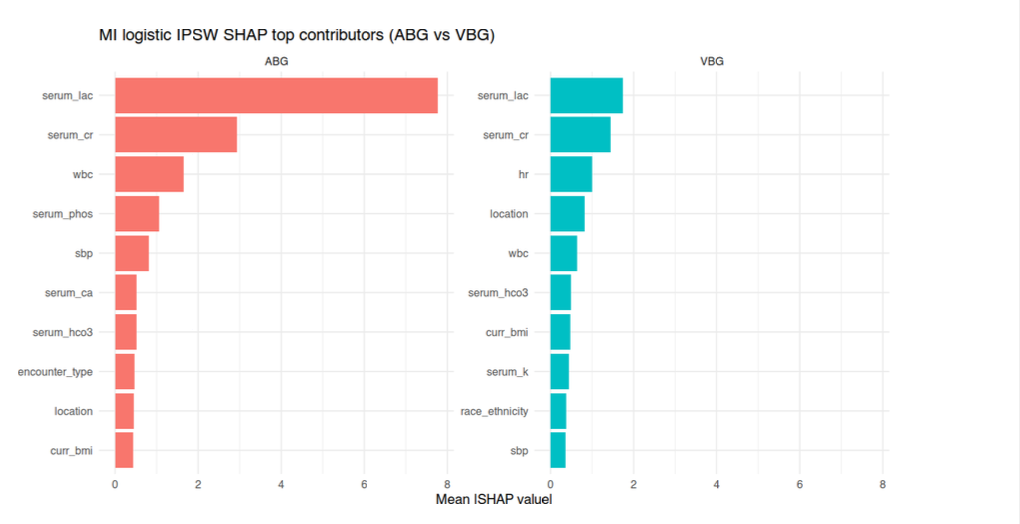 MI logistic IPSW SHAP top contributors (ABG vs VBG)
ABG
serum_lac
serum_cr
wbc
serum_phos
sbp
serum_ca
serum_hco3
encounter_type
location
curr_bmi
0 2 4 6 8
VBG
serum_lac
serum_cr
hr
location
wbc
serum_hco3
curr_bmi
serum_k
race_ethnicity
sbp
0 2 4 6 8
Mean |SHAP value|